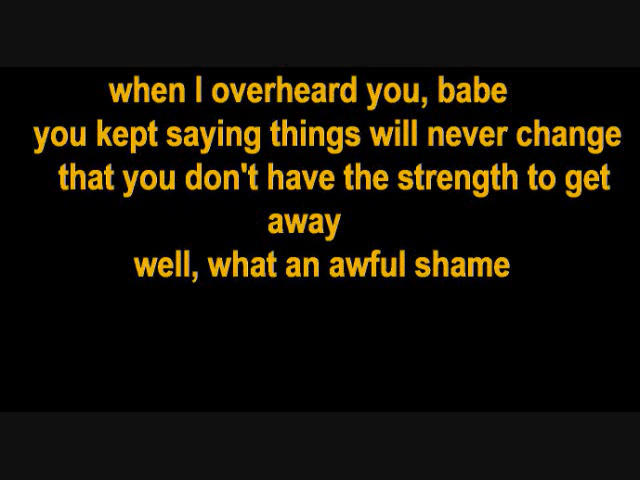 when I overheard you, babe
you kept saying things will never change
that you don't have the strength to get
away
well, what an awful shame